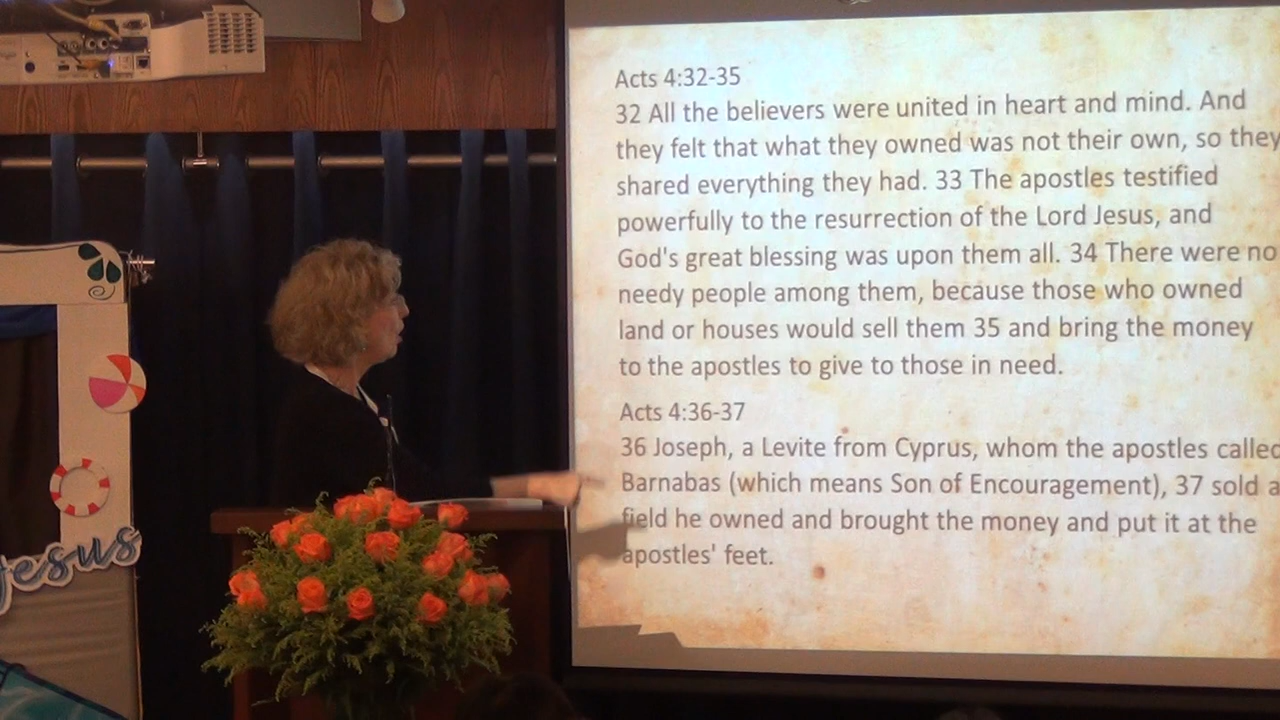 Acts 4:32-35
32 All the believers were united in heart and mind. And
they felt that what they owned was not their own, so they
shared everything they had. 33 The apostles testified
powerfully to the resurrection of the Lord Jesus, and
God's great blessing was upon them all. 34 There were no
needy people among them, because those who owned
land or houses would sell them 35 and bring the money
to the apostles to give to those in need.
Acts 4:36-37
36 Joseph, a Levite from Cyprus, whom the apostles called
Barnabas (which means Son of Encouragement), 37 sold a
field he owned and brought the money and put it at the
apostles' feet.
Jesus